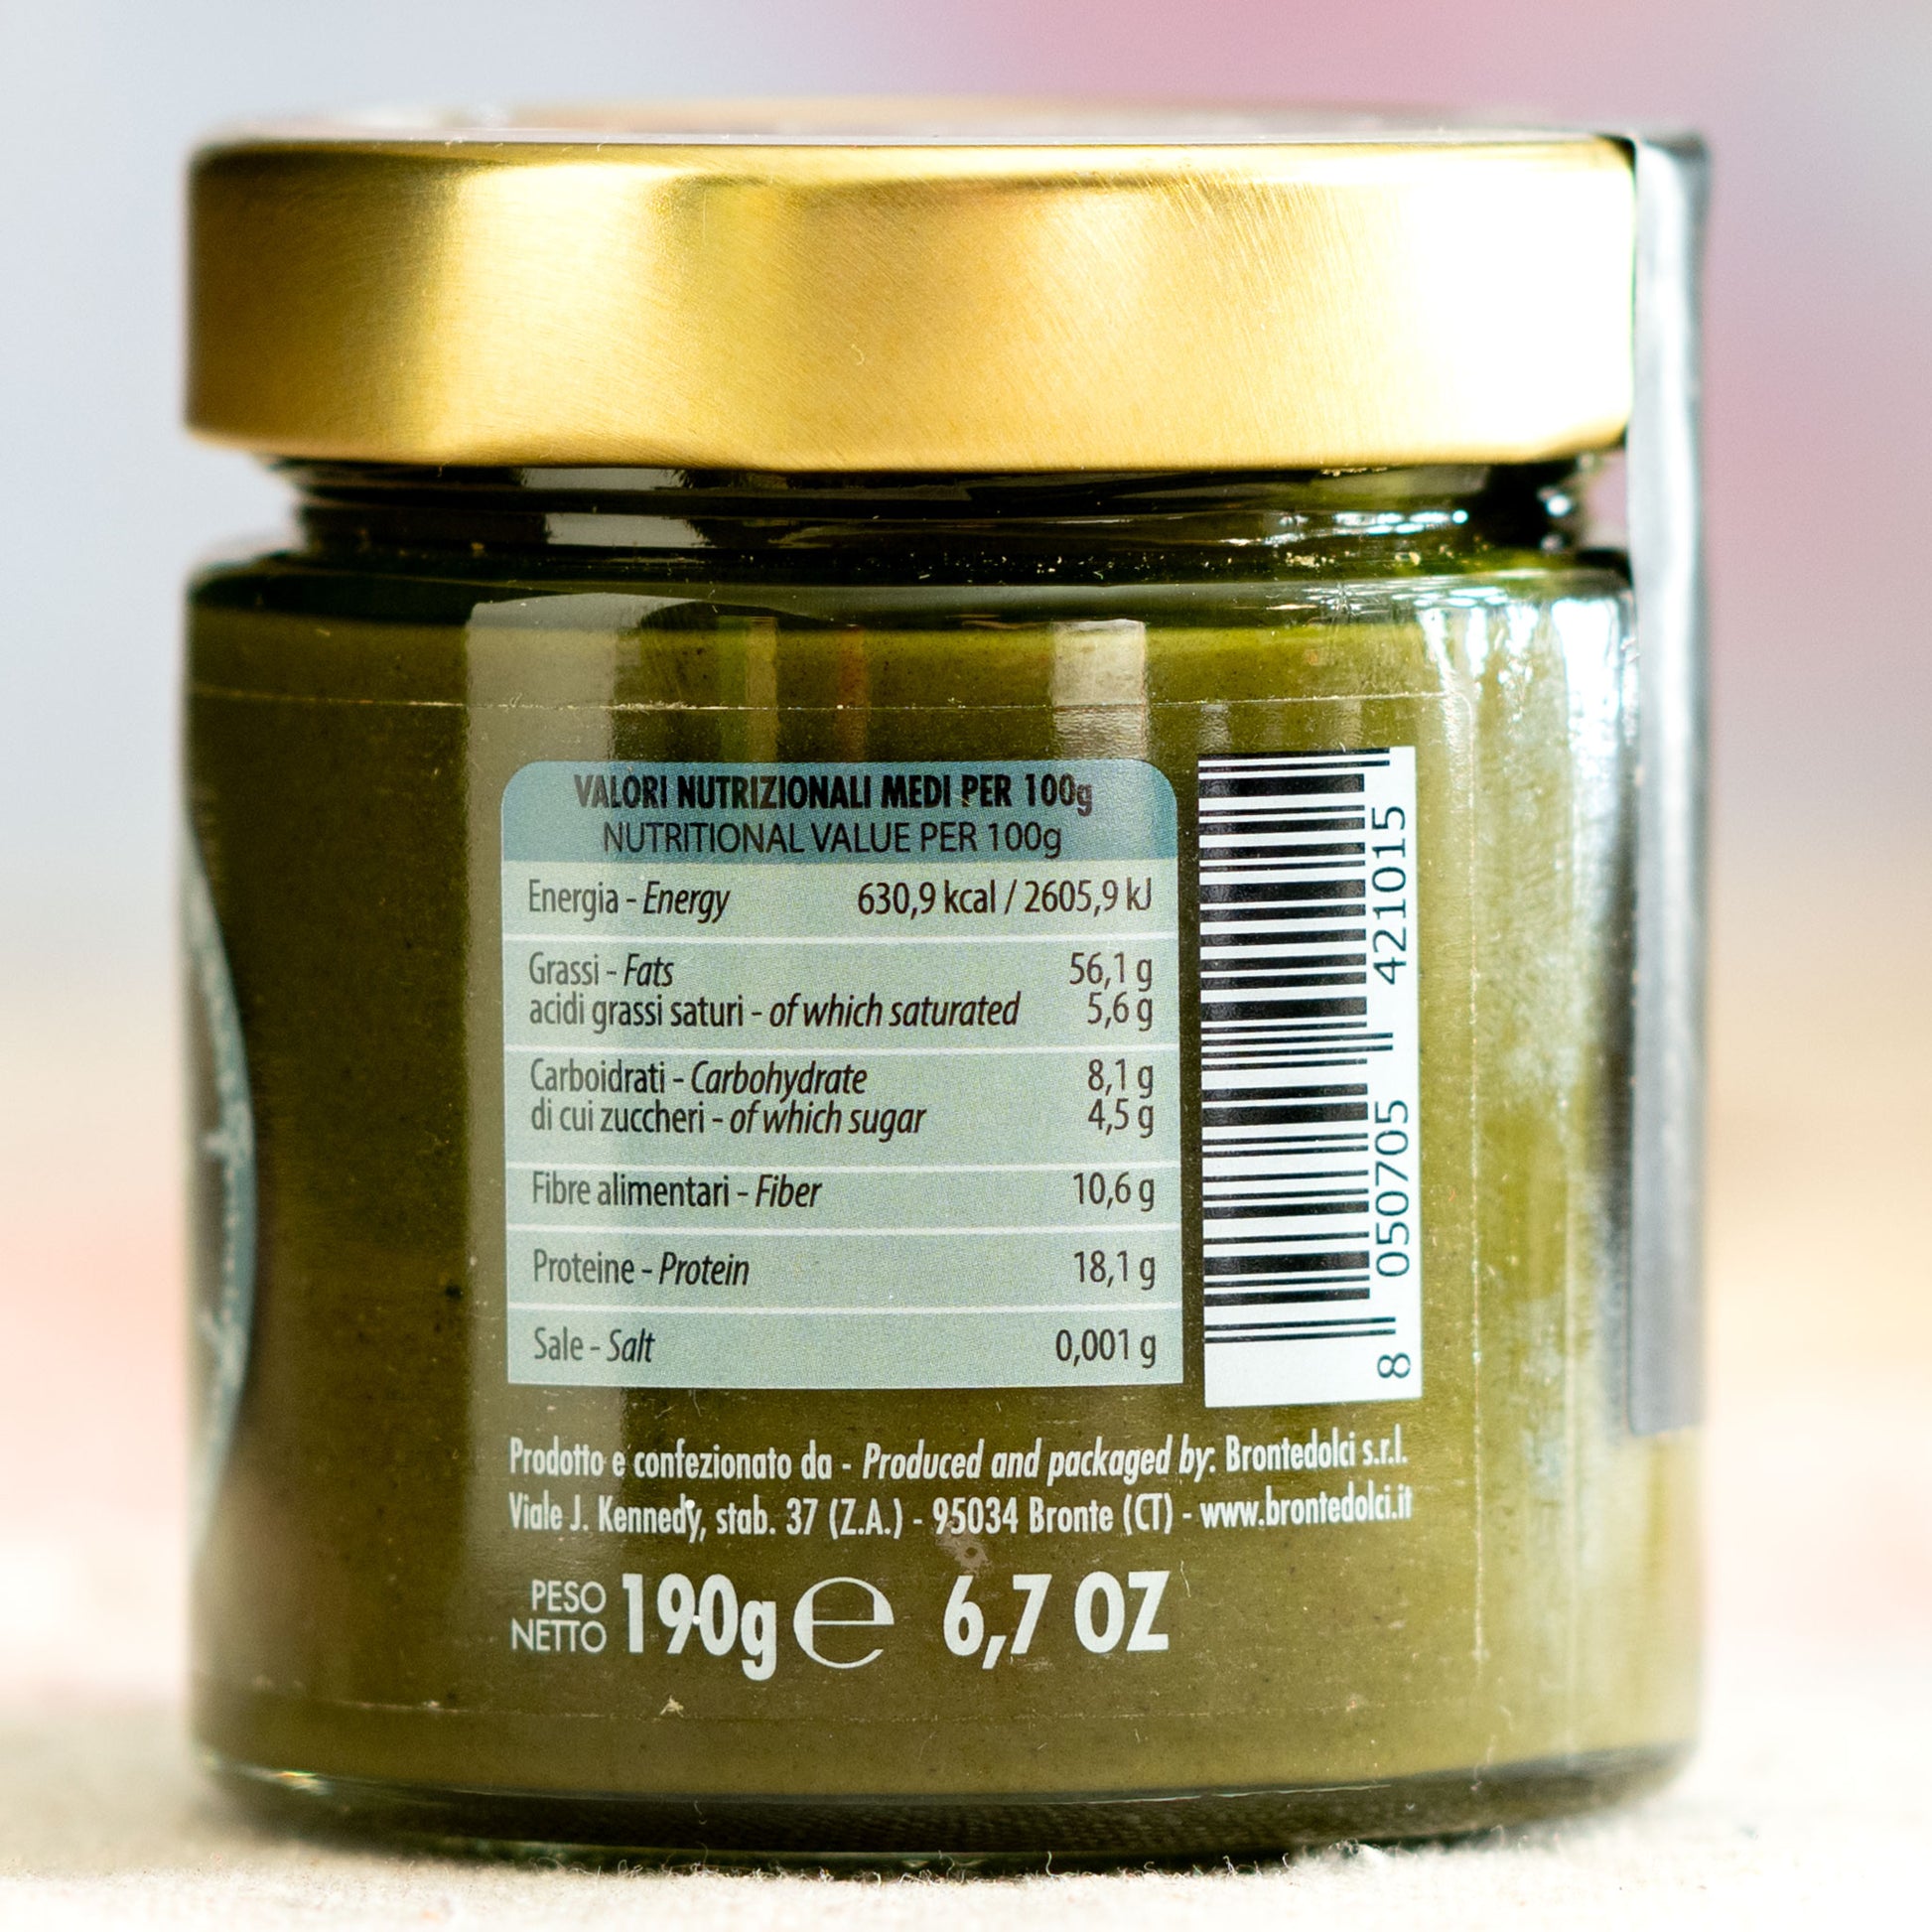 VALORI NUTRIZIONALI MEDI PER 100g
NUTRITIONAL VALUE PER 100g
Energia - Energy 630,9 kcal / 2605,9 kJ
Grassi - Fats 56,1 g
acidi grassi saturi - of which saturated 5,6 g
Carboidrati - Carbohydrate 8,1 g
di cui zuccheri - of which sugar 4,5 g
Fibre alimentari - Fiber 10,6 g
Proteine - Protein 18,1 g
Sale - Salt 0,001 g
8 050705 421015
Prodotto e confezionato da - Produced and packaged by: Brontedolci s.r.l.
Viale J. Kennedy, stab. 37 (Z.A.) - 95034 Bronte (CT) - www.brontedolci.it
PESO
NETTO 190g ℮ 6,7 OZ